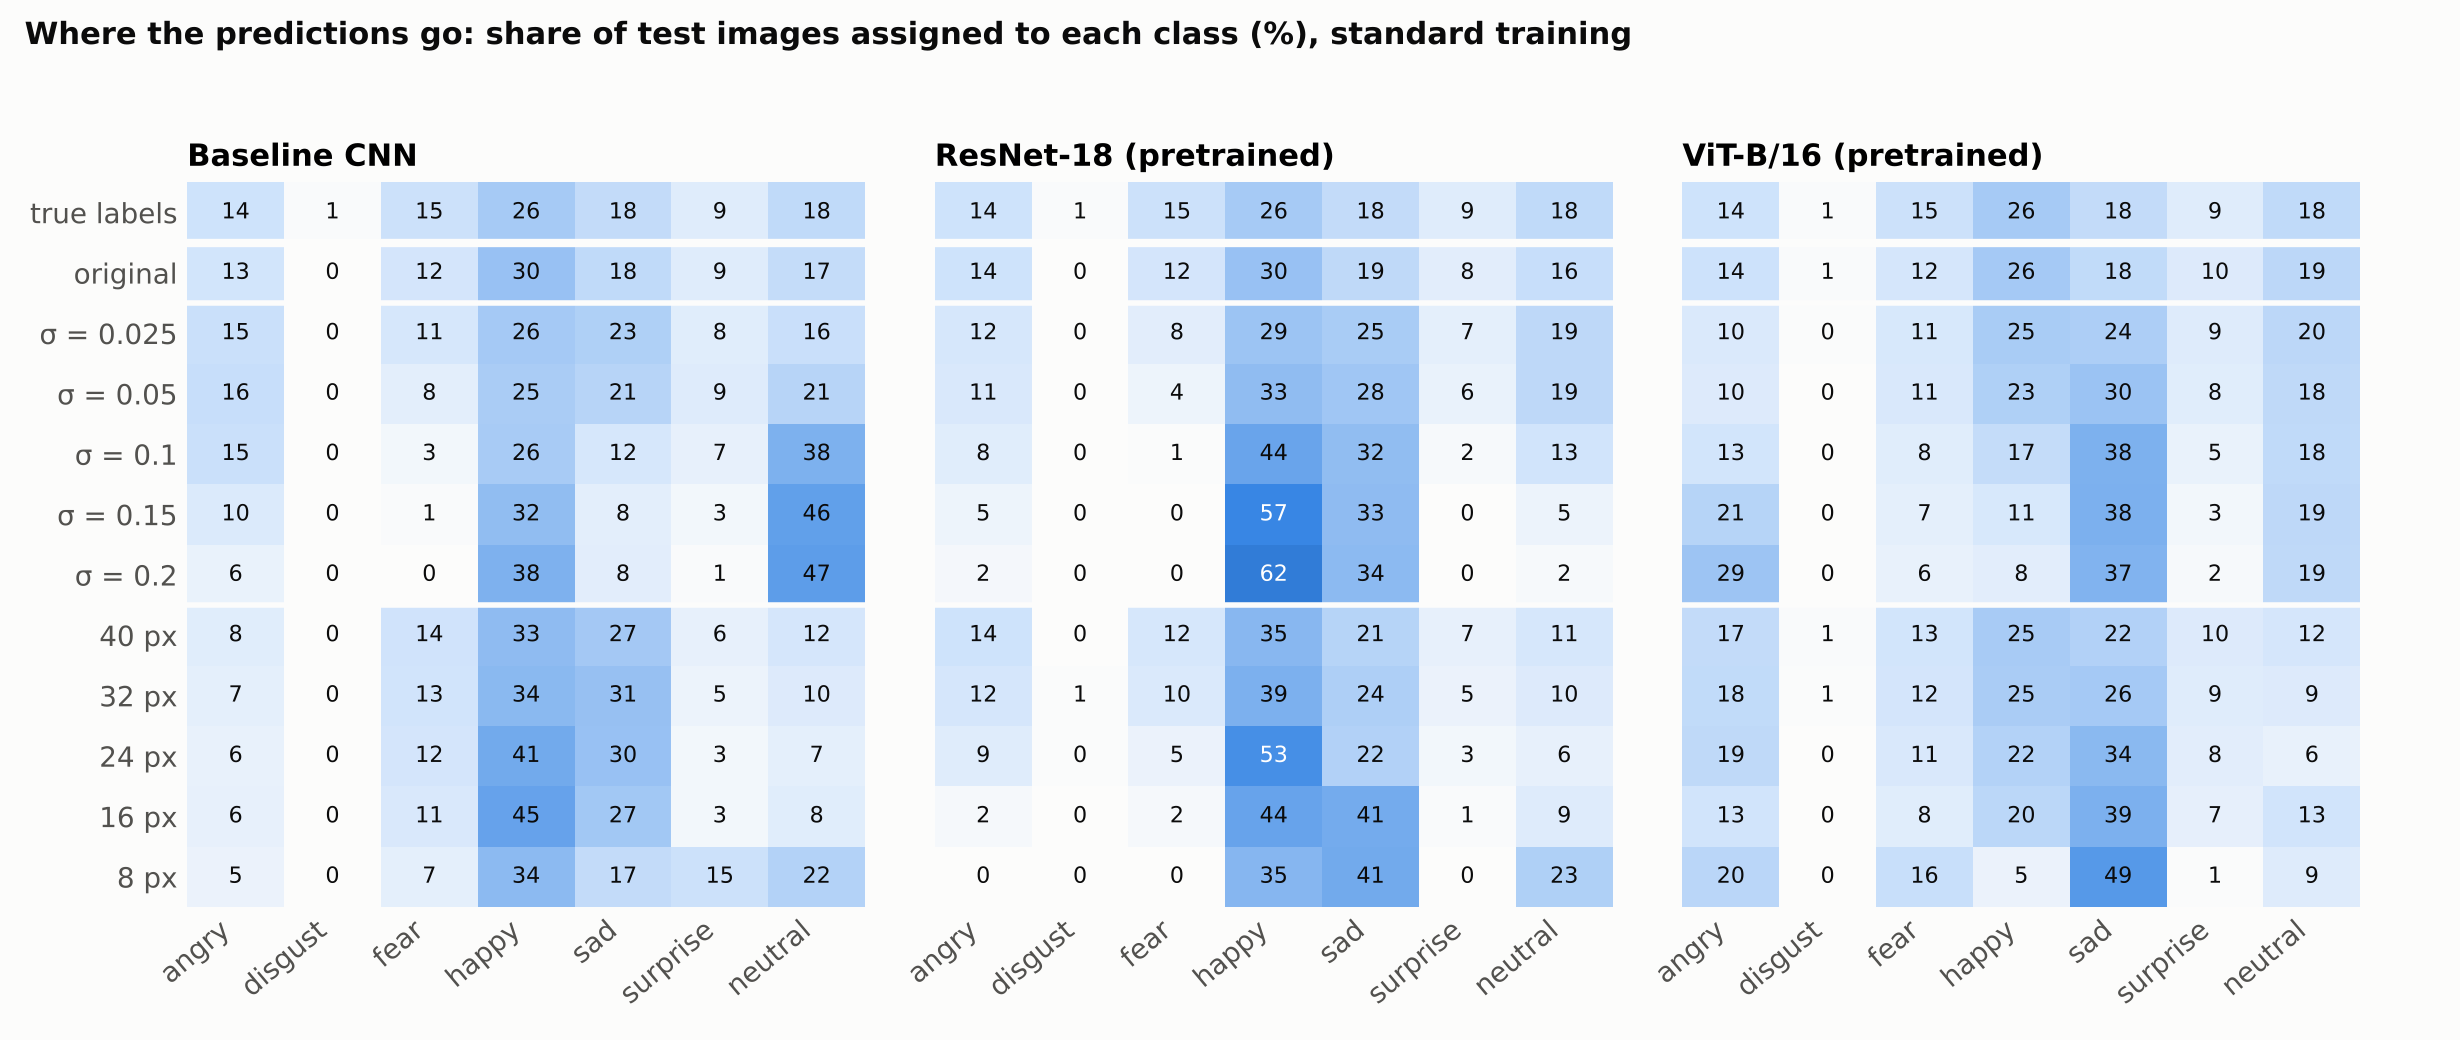 Where the predictions go: share of test images assigned to each class (%), standard training
Baseline CNN ResNet-18 (pretrained) ViT-B/16 (pretrained)
true labels 14 1 15 26 18 9 18 14 1 15 26 18 9 18 14 1 15 26 18 9 18
original 13 0 12 30 18 9 17 14 0 12 30 19 8 16 14 1 12 26 18 10 19
σ = 0.025 15 0 11 26 23 8 16 12 0 8 29 25 7 19 10 0 11 25 24 9 20
σ = 0.05 16 0 8 25 21 9 21 11 0 4 33 28 6 19 10 0 11 23 30 8 18
σ = 0.1 15 0 3 26 12 7 38 8 0 1 44 32 2 13 13 0 8 17 38 5 18
σ = 0.15 10 0 1 32 8 3 46 5 0 0 57 33 0 5 21 0 7 11 38 3 19
σ = 0.2 6 0 0 38 8 1 47 2 0 0 62 34 0 2 29 0 6 8 37 2 19
40 px 8 0 14 33 27 6 12 14 0 12 35 21 7 11 17 1 13 25 22 10 12
32 px 7 0 13 34 31 5 10 12 1 10 39 24 5 10 18 1 12 25 26 9 9
24 px 6 0 12 41 30 3 7 9 0 5 53 22 3 6 19 0 11 22 34 8 6
16 px 6 0 11 45 27 3 8 2 0 2 44 41 1 9 13 0 8 20 39 7 13
8 px 5 0 7 34 17 15 22 0 0 0 35 41 0 23 20 0 16 5 49 1 9
angry disgust fear happy sad surprise neutral angry disgust fear happy sad surprise neutral angry disgust fear happy sad surprise neutral